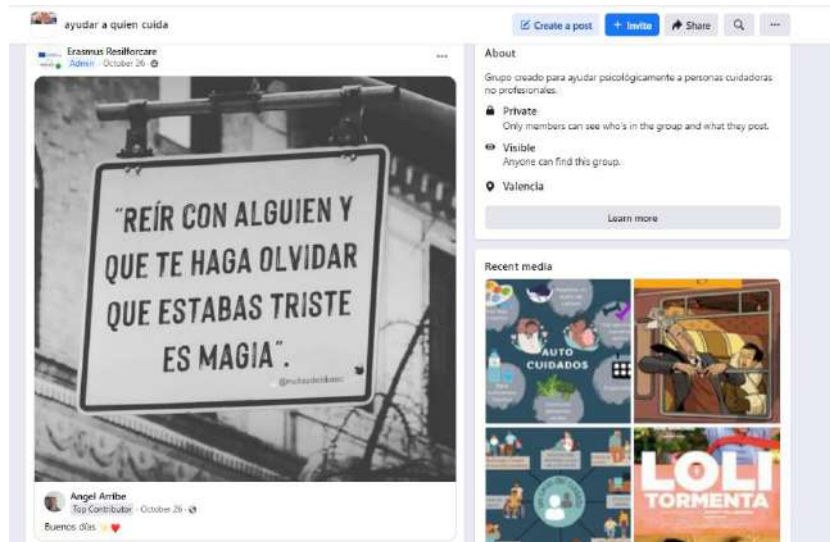 ayudar a quien cuida
Create a post
+ Invite
Share
Erasmus Resilforcare
Admin · October 26 ·
"REÍR CON ALGUIEN Y
QUE TE HAGA OLVIDAR
QUE ESTABAS TRISTE
ES MAGIA".
Angel Arribe
Top Contributor · October 26 ·
Buenos días
About
Grupo creado para ayudar psicológicamente a personas cuidadoras
no profesionales.
Private
Only members can see who's in the group and what they post.
Visible
Anyone can find this group.
Valencia
Learn more
Recent media
AUTO
CUIDADOS
LOLI
TORMENTA